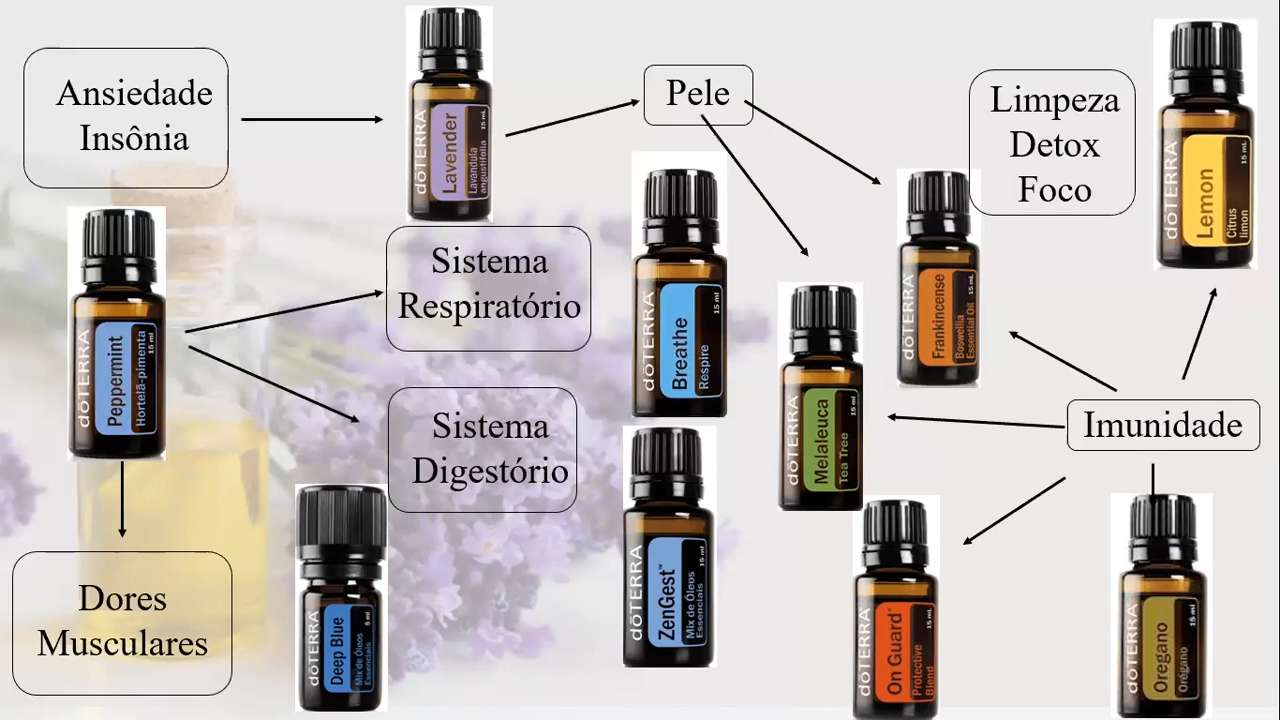 Ansiedade
Insônia
dōTERRA
Lavender
Lavandula
angustifolia
15 mL
Pele
Limpeza
Detox
Foco
dōTERRA
Lemon
Citrus
limon
15 mL
dōTERRA
Peppermint
Hortelã-pimenta
15 ml
Sistema
Respiratório
dōTERRA
Breathe
Respire
15 ml
dōTERRA
Frankincense
Boswellia
Essential Oil
15 mL
dōTERRA
Melaleuca
Tea Tree
15 ml
Imunidade
Sistema
Digestório
dōTERRA
ZenGest™
Mix de Óleos
Essenciais
15 ml
Dores
Musculares
dōTERRA
Deep Blue
Mix de Óleos
Essenciais
5 ml
dōTERRA
On Guard®
Protective
Blend
15 mL
dōTERRA
Oregano
Orégano
15 mL